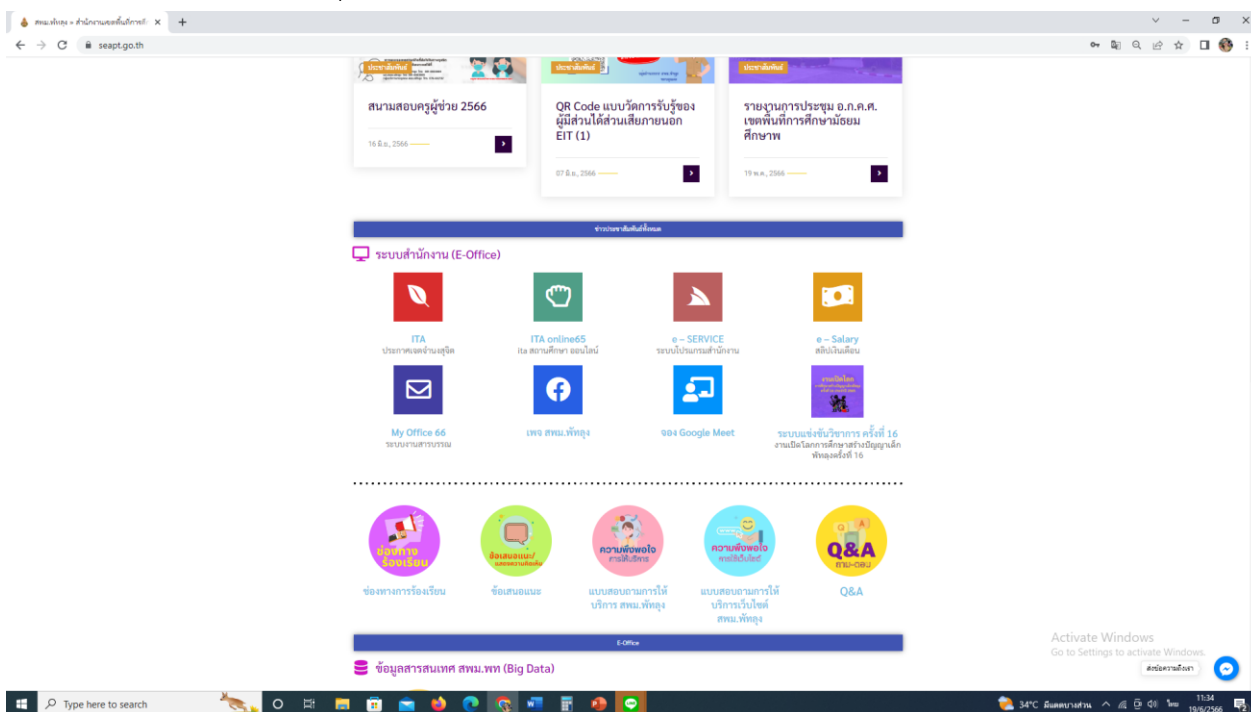 สพม.พัทลุง » สำนักงานเขตพื้นที่การศึ
seapt.go.th
ประชาสัมพันธ์
ประชาสัมพันธ์
ประชาสัมพันธ์
สนามสอบครูผู้ช่วย 2566
16 มิ.ย., 2566
QR Code แบบวัดการรับรู้ของ
ผู้มีส่วนได้ส่วนเสียภายนอก
EIT (1)
07 มิ.ย., 2566
รายงานการประชุม อ.ก.ค.ศ.
เขตพื้นที่การศึกษามัธยม
ศึกษาพ
19 พ.ค., 2566
ข่าวประชาสัมพันธ์ทั้งหมด
ระบบสำนักงาน (E-Office)
ITA
ประกาศเจตจำนงสุจิต
ITA online65
ita สถานศึกษา ออนไลน์
e – SERVICE
ระบบโปรแกรมสำนักงาน
e – Salary
สลิปเงินเดือน
งานเปิดโลก
My Office 66
ระบบงานสารบรรณ
เพจ สพม.พัทลุง
จอง Google Meet
ระบบแข่งขันวิชาการ ครั้งที่ 16
งานเปิดโลกการศึกษาสร้างปัญญาเด็ก
พัทลุงครั้งที่ 16
ช่องทาง
ร้องเรียน
ช่องทางการร้องเรียน
ข้อเสนอแนะ/
แสดงความคิดเห็น
ข้อเสนอแนะ
ความพึงพอใจ
การให้บริการ
แบบสอบถามการให้
บริการ สพม.พัทลุง
ความพึงพอใจ
การใช้เว็บไซต์
แบบสอบถามการให้
บริการเว็บไซต์
สพม.พัทลุง
Q A
Q&A
ถาม-ตอบ
Q&A
E-Office
ข้อมูลสารสนเทศ สพม.พท (Big Data)
Activate Windows
Go to Settings to activate Windows.
ส่งข้อความถึงเรา
Type here to search
34°C มีแดดบางส่วน
ไทย
11:34
19/6/2566